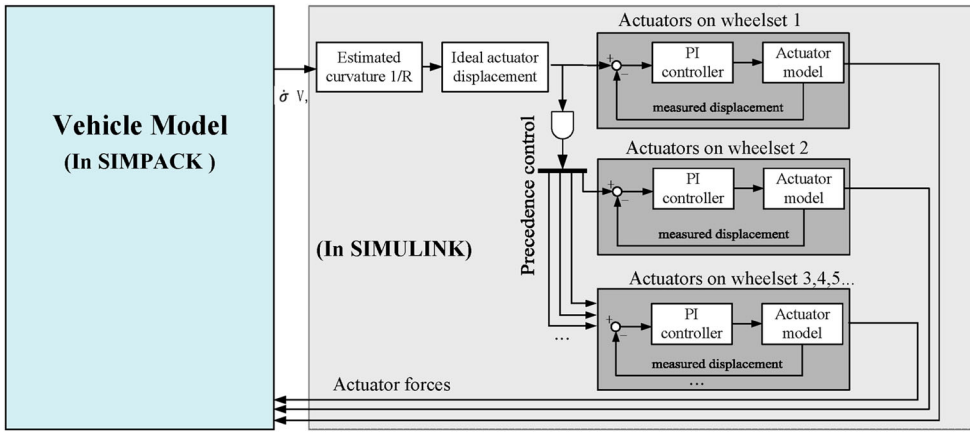 Vehicle Model
(In SIMPACK )
σ̇ V,
Estimated
curvature 1/R
Ideal actuator
displacement
Precedence control
(In SIMULINK)
Actuators on wheelset 1
+
−
PI
controller
Actuator
model
measured displacement
Actuators on wheelset 2
+
−
PI
controller
Actuator
model
measured displacement
Actuators on wheelset 3,4,5...
+
−
PI
controller
Actuator
model
measured displacement
...
...
Actuator forces